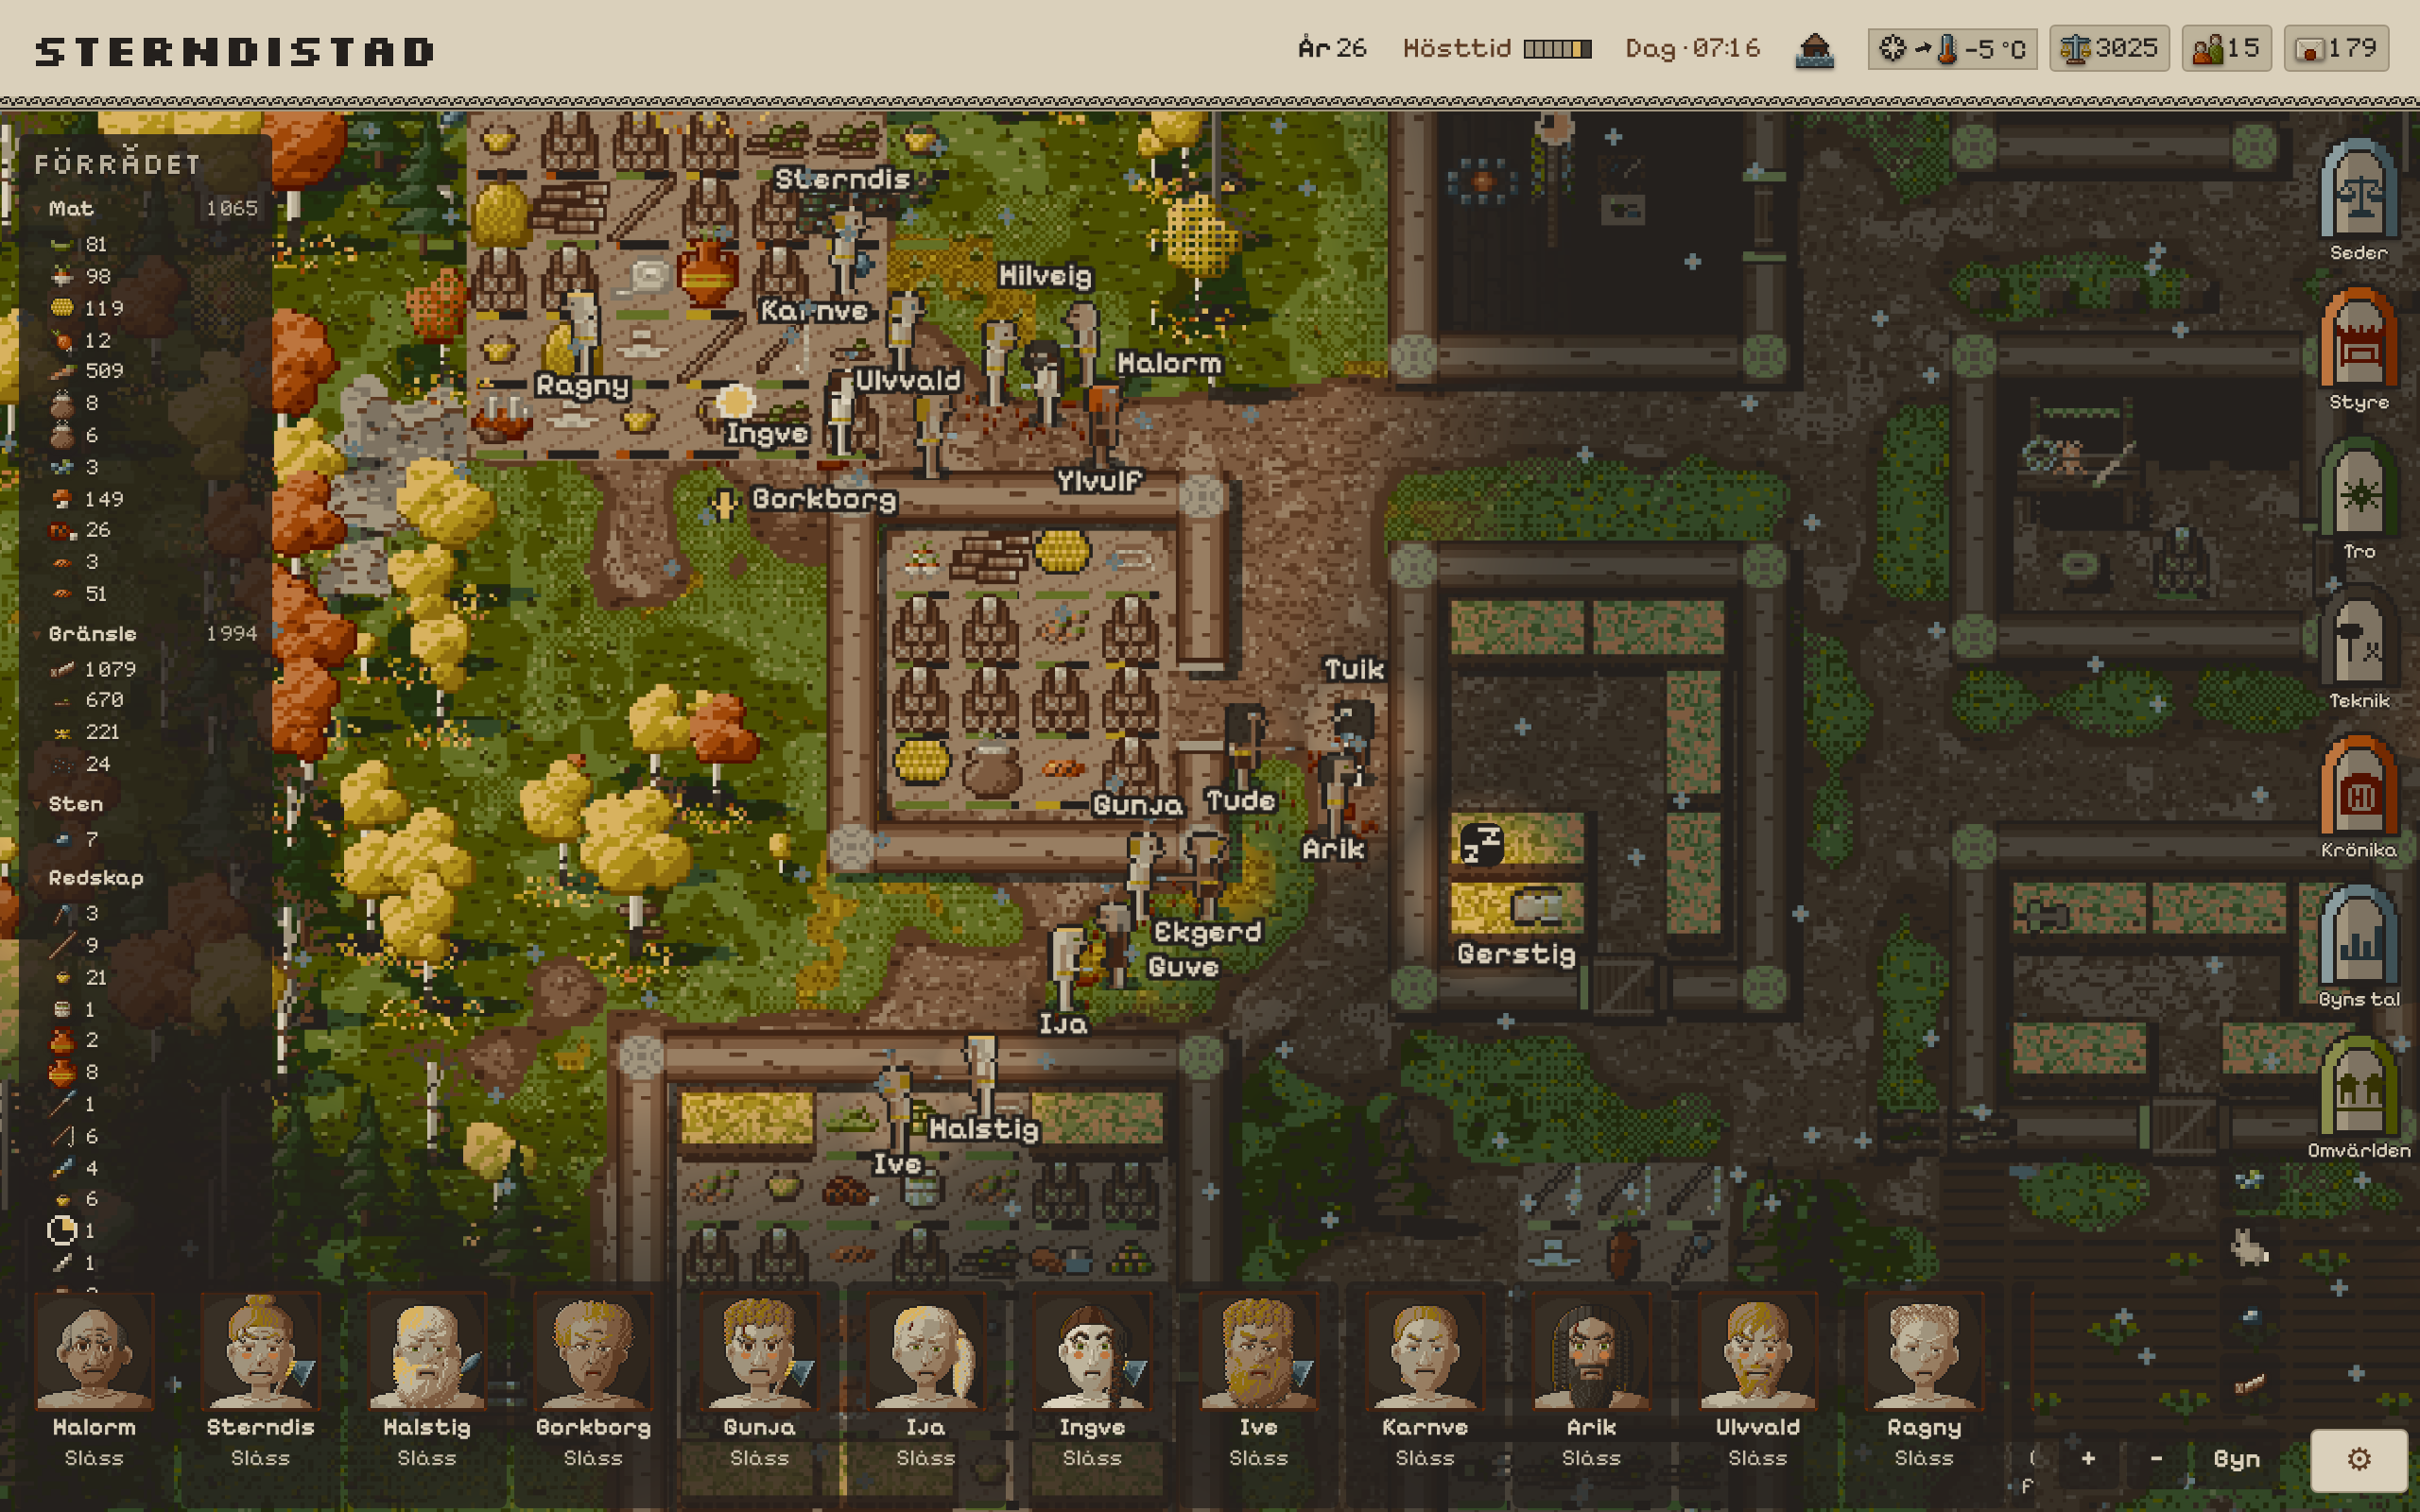 STERNDISTAD
År 26
Hösttid
Dag · 07:16
-5 °C
3025
15
179
FÖRRÅDET
Mat 1065
81
98
119
12
509
8
6
3
149
26
3
51
Gränsle 1994
1079
670
221
24
Sten
7
Redskap
3
9
21
1
2
8
1
6
4
6
1
1
Sterndis
Karnve
Hilveig
Ragny
Ulvvald
Halorm
Ingve
Ylvulf
Borkborg
Tuik
Gunja
Tude
Arik
Ekgerd
Guve
Gerstig
Ija
Halstig
Ive
zz
Seder
Styre
Tro
Teknik
Krönika
Byns tal
Omvärlden
Halorm
Slåss
Sterndis
Slåss
Halstig
Slåss
Borkborg
Slåss
Gunja
Slåss
Ija
Slåss
Ingve
Slåss
Ive
Slåss
Karnve
Slåss
Arik
Slåss
Ulvvald
Slåss
Ragny
Slåss
+
-
Byn